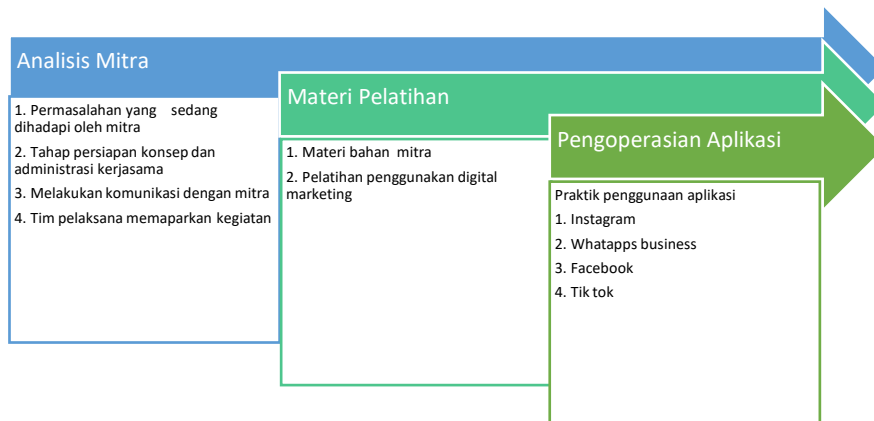 Analisis Mitra
1. Permasalahan yang sedang
dihadapi oleh mitra
2. Tahap persiapan konsep dan
administrasi kerjasama
3. Melakukan komunikasi dengan mitra
4. Tim pelaksana memaparkan kegiatan
Materi Pelatihan
1. Materi bahan mitra
2. Pelatihan penggunakan digital
marketing
Pengoperasian Aplikasi
Praktik penggunaan aplikasi
1. Instagram
2. Whatapps business
3. Facebook
4. Tik tok